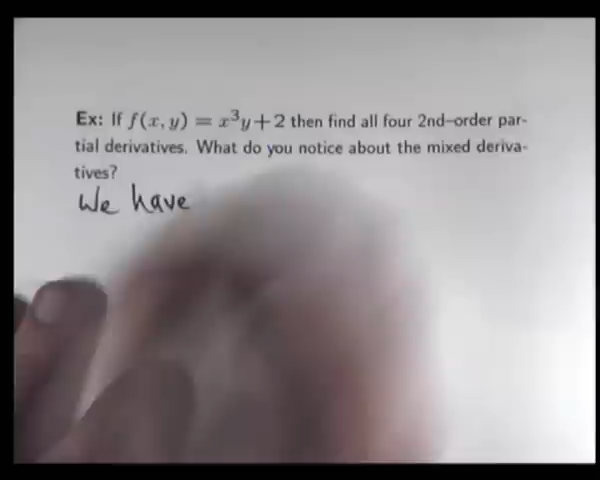 Ex: If f(x, y) = x³y+2 then find all four 2nd–order par-
tial derivatives. What do you notice about the mixed deriva-
tives?
We have